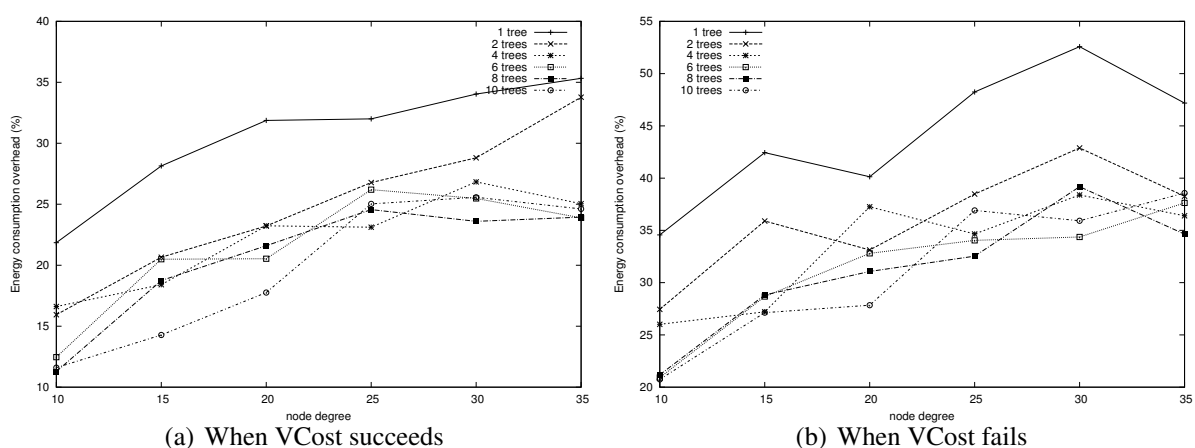 40
35
30
25
20
15
10
Energy consumption overhead (%)
1 tree
2 trees
4 trees
6 trees
8 trees
10 trees
10 15 20 25 30 35
node degree
(a) When VCost succeeds
55
50
45
40
35
30
25
20
Energy consumption overhead (%)
1 tree
2 trees
4 trees
6 trees
8 trees
10 trees
10 15 20 25 30 35
node degree
(b) When VCost fails